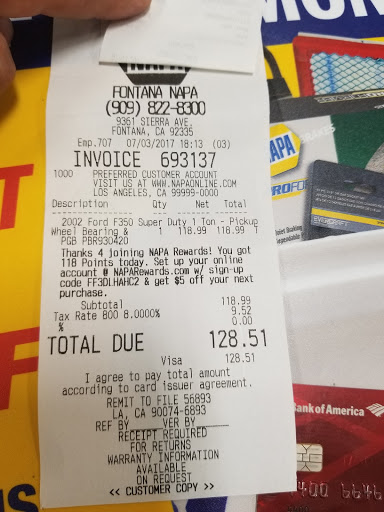 NAPA
FONTANA NAPA
(909) 822-8300
9361 SIERRA AVE.
FONTANA, CA 92335
Emp.707 07/03/2017 18:13 (03)
INVOICE 693137
1000 PREFERRED CUSTOMER ACCOUNT
VISIT US AT WWW.NAPAONLINE.COM
LOS ANGELES, CA 99999-0000
Description Qty Net Total
2002 Ford F350 Super Duty 1 Ton - Pickup
Wheel Bearing & 1 118.99 118.99 T
PGB PBR930420
Thanks 4 joining NAPA Rewards! You got
118 Points today. Set up your online
account @ NAPARewards.com w/ sign-up
code FF3DLHAHC2 & get $5 off your next
purchase.
Subtotal 118.99
Tax Rate 800 8.0000% 9.52
% 0.00
TOTAL DUE 128.51
Visa 128.51
I agree to pay total amount
according to card issuer agreement.
REMIT TO FILE 56893
LA, CA 90074-6893
REF BY VER BY
RECEIPT REQUIRED
FOR RETURNS
WARRANTY INFORMATION
AVAILABLE
ON REQUEST
<< CUSTOMER COPY >>
NAPA
BRAKES
EVERCRAFT
Bank of America